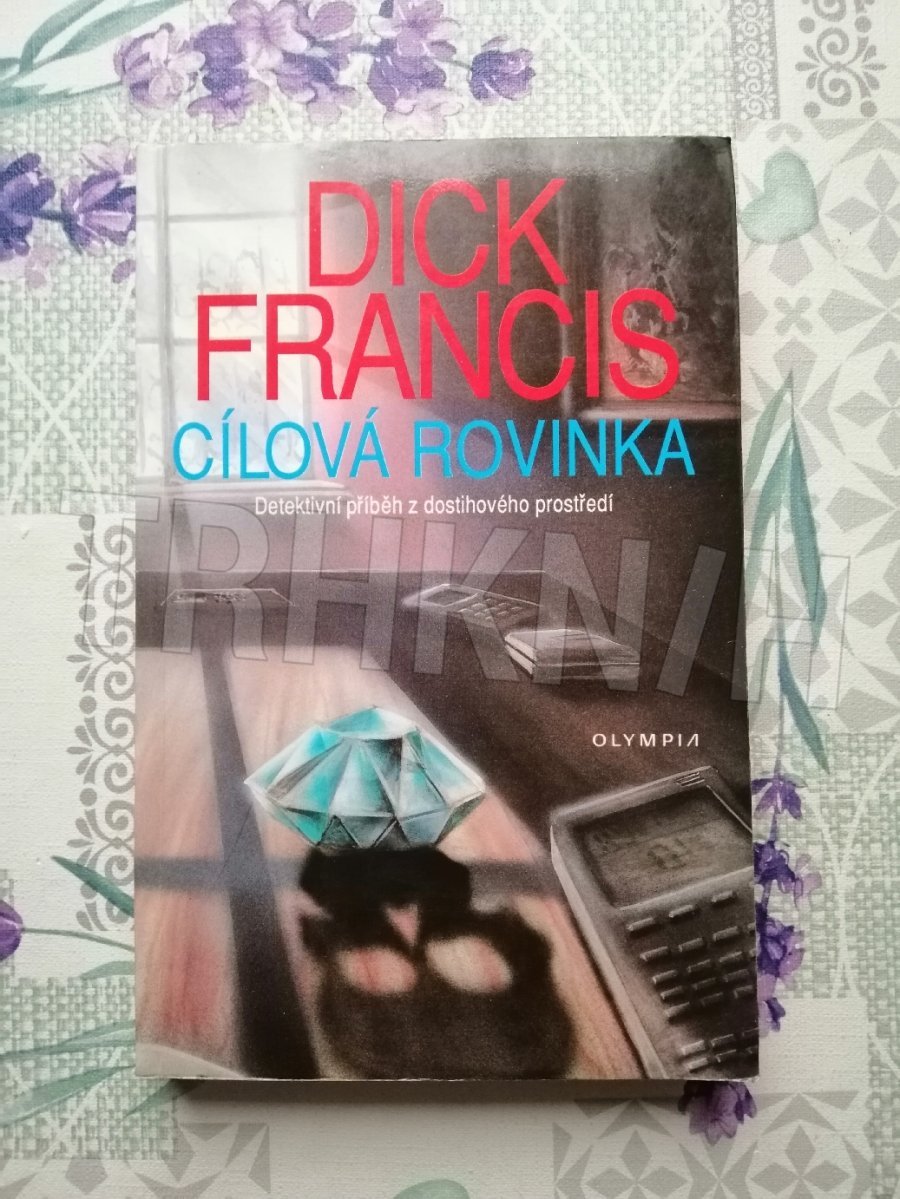 DICK
FRANCIS
CÍLOVÁ ROVINKA
Detektivní příběh z dostihového prostředí
TRHKNIH
OLYMPIA